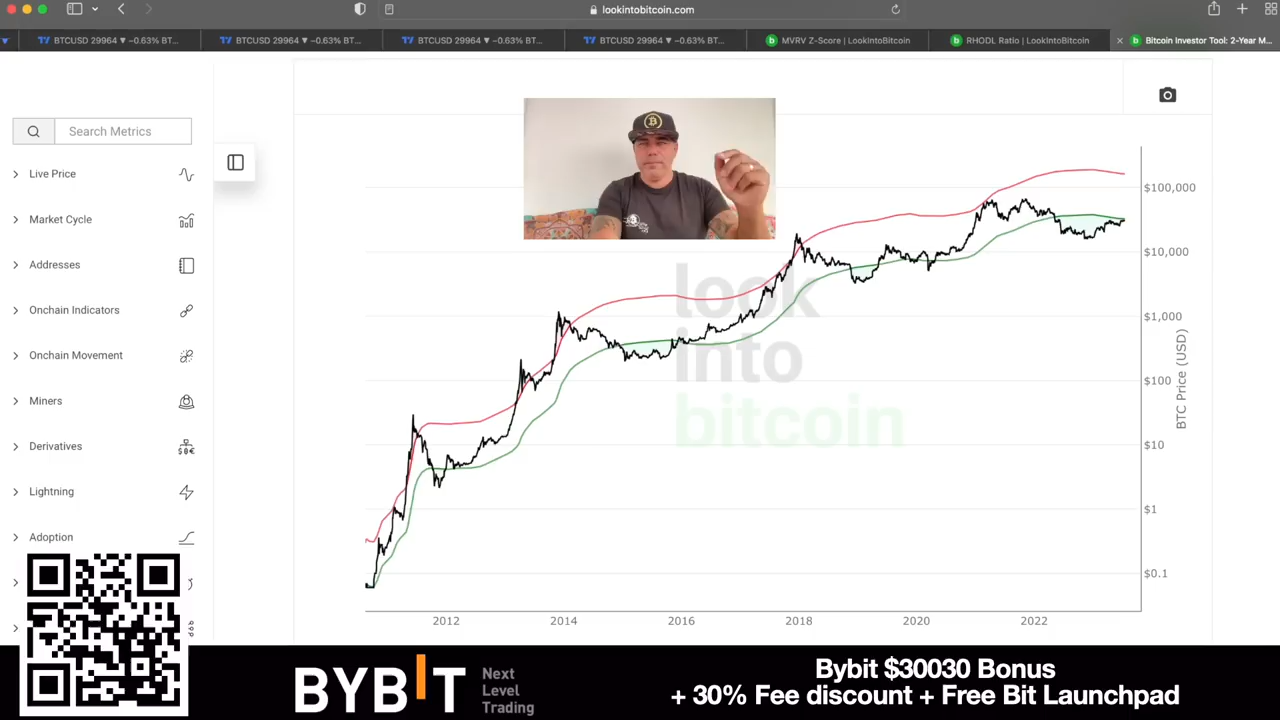 lookintobitcoin.com
BTCUSD 29964 ▼ −0.63% BT...
BTCUSD 29964 ▼ −0.63% BT...
BTCUSD 29964 ▼ −0.63% BT...
BTCUSD 29964 ▼ −0.63% BT...
MVRV Z-Score | LookIntoBitcoin
RHODL Ratio | LookIntoBitcoin
Bitcoin Investor Tool: 2-Year M...
Search Metrics
Live Price
Market Cycle
Addresses
Onchain Indicators
Onchain Movement
Miners
Derivatives
Lightning
Adoption
look
into
bitcoin
$100,000
$10,000
$1,000
$100
$10
$1
$0.1
BTC Price (USD)
2012
2014
2016
2018
2020
2022
BYBIT
Next
Level
Trading
Bybit $30030 Bonus
+ 30% Fee discount + Free Bit Launchpad